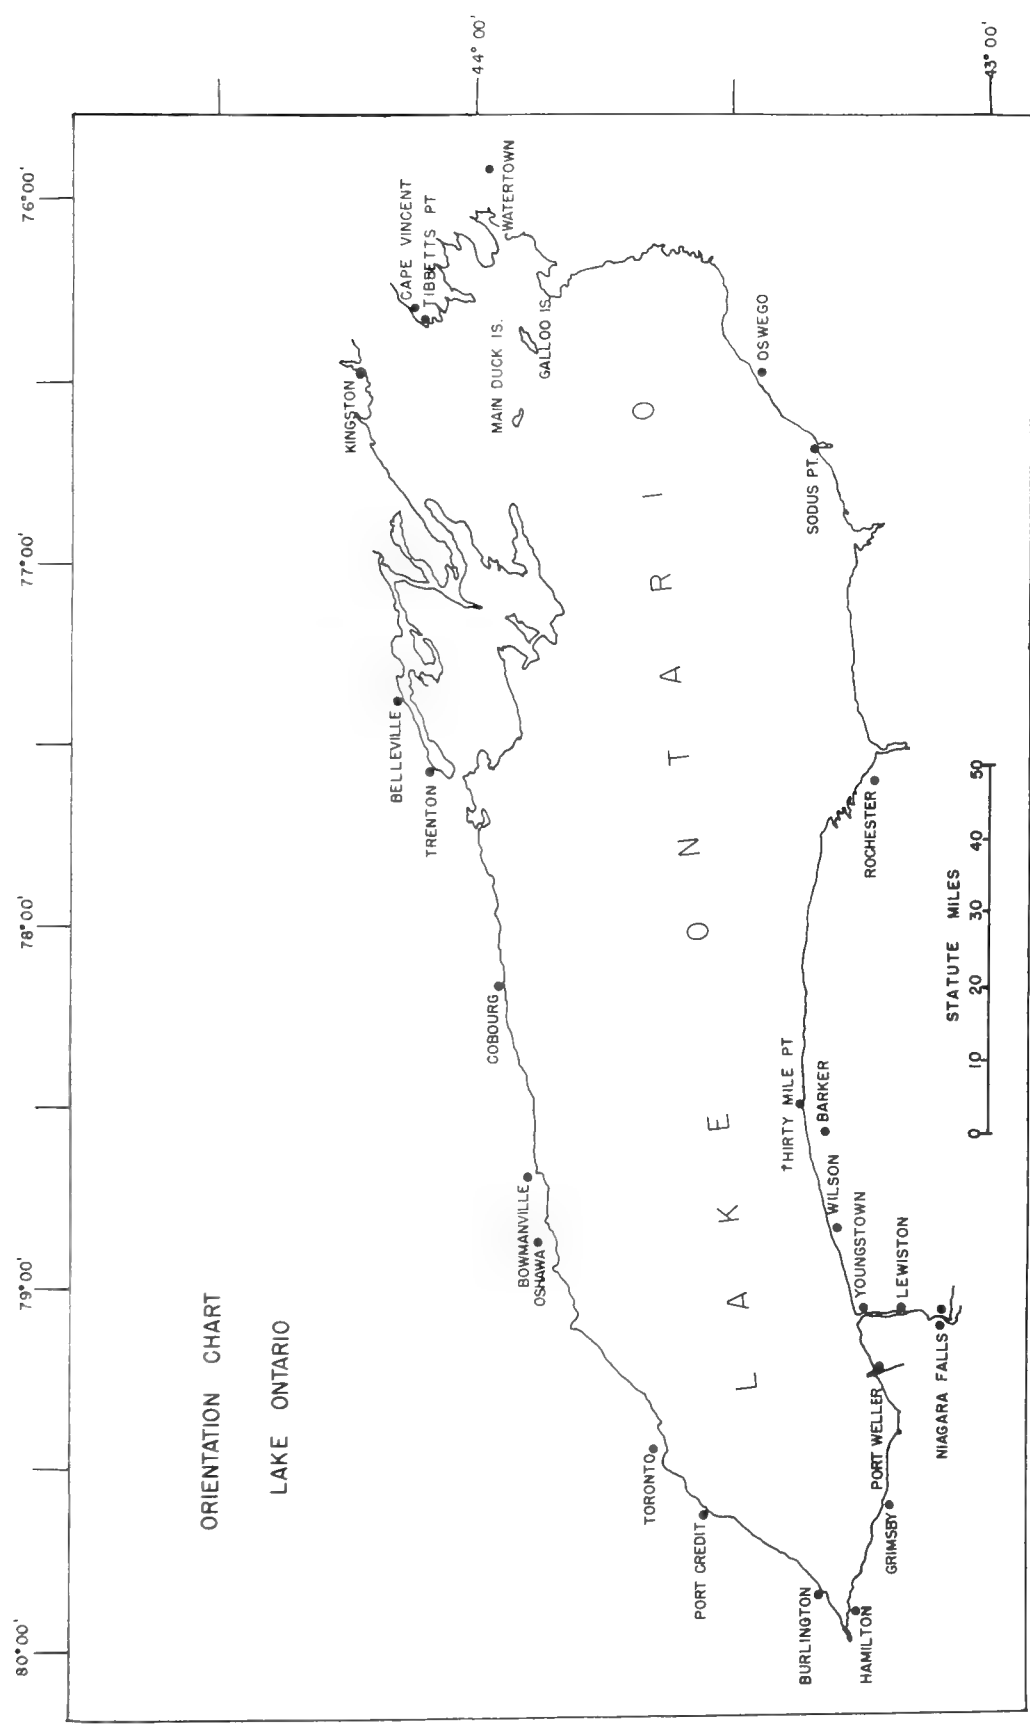 ORIENTATION CHART
LAKE ONTARIO
80°00'
79°00'
78°00'
77°00'
76°00'
44°00'
43°00'
KINGSTON
CAPE VINCENT
TIBBETTS PT
WATERTOWN
MAIN DUCK IS.
GALLOO IS.
BELLEVILLE
TRENTON
COBOURG
BOWMANVILLE
OSHAWA
TORONTO
PORT CREDIT
BURLINGTON
HAMILTON
GRIMSBY
PORT WELLER
NIAGARA FALLS
LEWISTON
YOUNGSTOWN
WILSON
BARKER
THIRTY MILE PT
ROCHESTER
SODUS PT.
OSWEGO
LAKE ONTARIO
STATUTE MILES
0 10 20 30 40 50